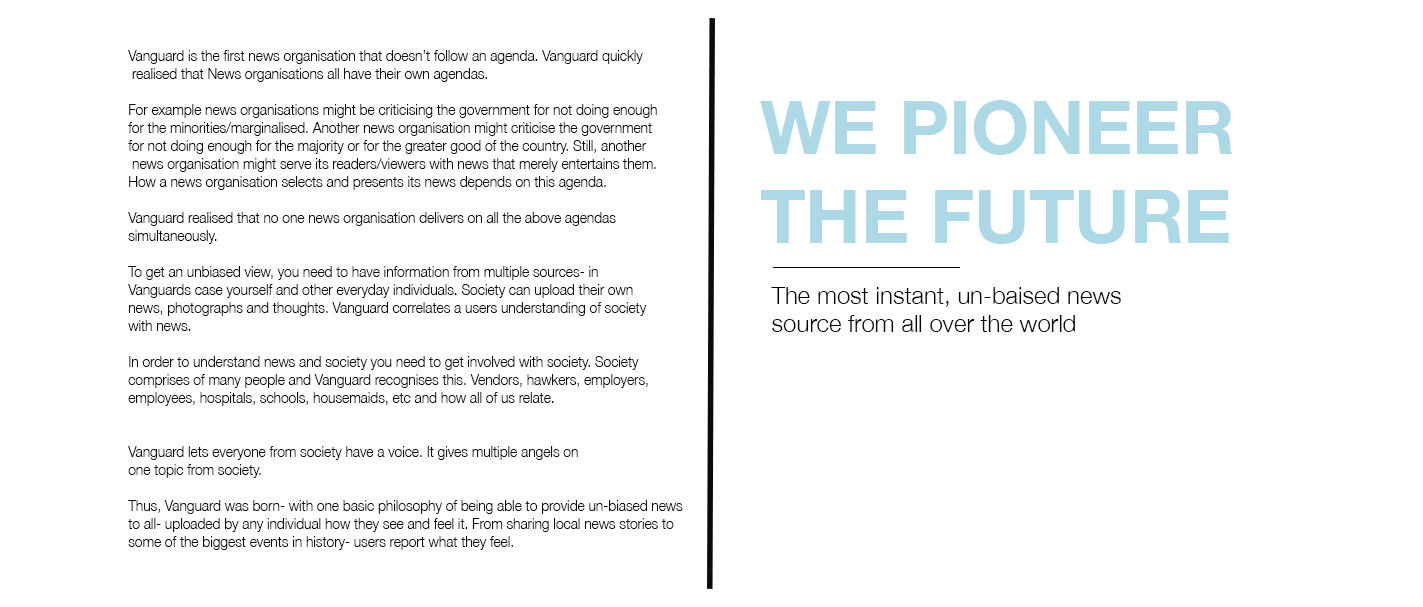 Vanguard is the first news organisation that doesn't follow an agenda. Vanguard quickly
realised that News organisations all have their own agendas.
For example news organisations might be criticising the government for not doing enough
for the minorities/marginalised. Another news organisation might criticise the government
for not doing enough for the majority or for the greater good of the country. Still, another
news organisation might serve its readers/viewers with news that merely entertains them.
How a news organisation selects and presents its news depends on this agenda.
Vanguard realised that no one news organisation delivers on all the above agendas
simultaneously.
To get an unbiased view, you need to have information from multiple sources- in
Vanguards case yourself and other everyday individuals. Society can upload their own
news, photographs and thoughts. Vanguard correlates a users understanding of society
with news.
In order to understand news and society you need to get involved with society. Society
comprises of many people and Vanguard recognises this. Vendors, hawkers, employers,
employees, hospitals, schools, housemaids, etc and how all of us relate.
Vanguard lets everyone from society have a voice. It gives multiple angels on
one topic from society.
Thus, Vanguard was born- with one basic philosophy of being able to provide un-biased news
to all- uploaded by any individual how they see and feel it. From sharing local news stories to
some of the biggest events in history- users report what they feel.
WE PIONEER
THE FUTURE
The most instant, un-baised news
source from all over the world